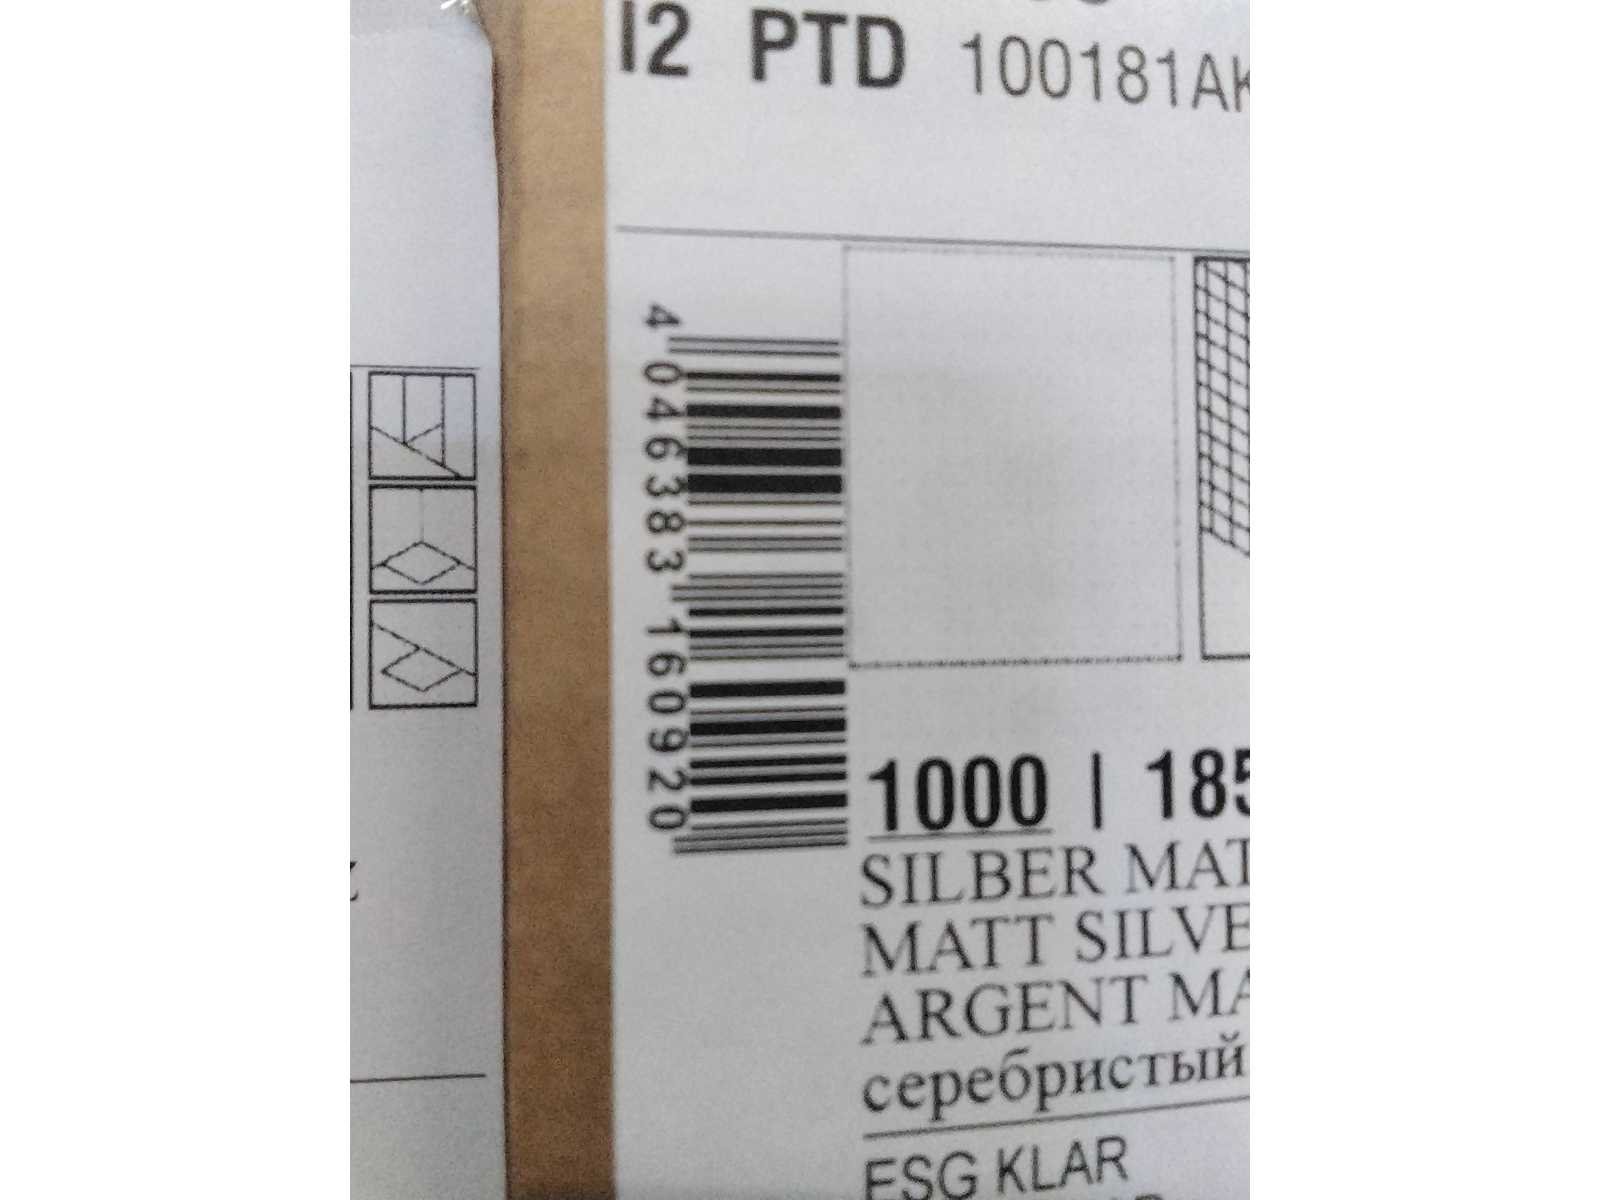 I2 PTD 100181AK
4 046383 160920
1000 | 185
SILBER MAT
MATT SILVE
ARGENT MA
серебристый
ESG KLAR